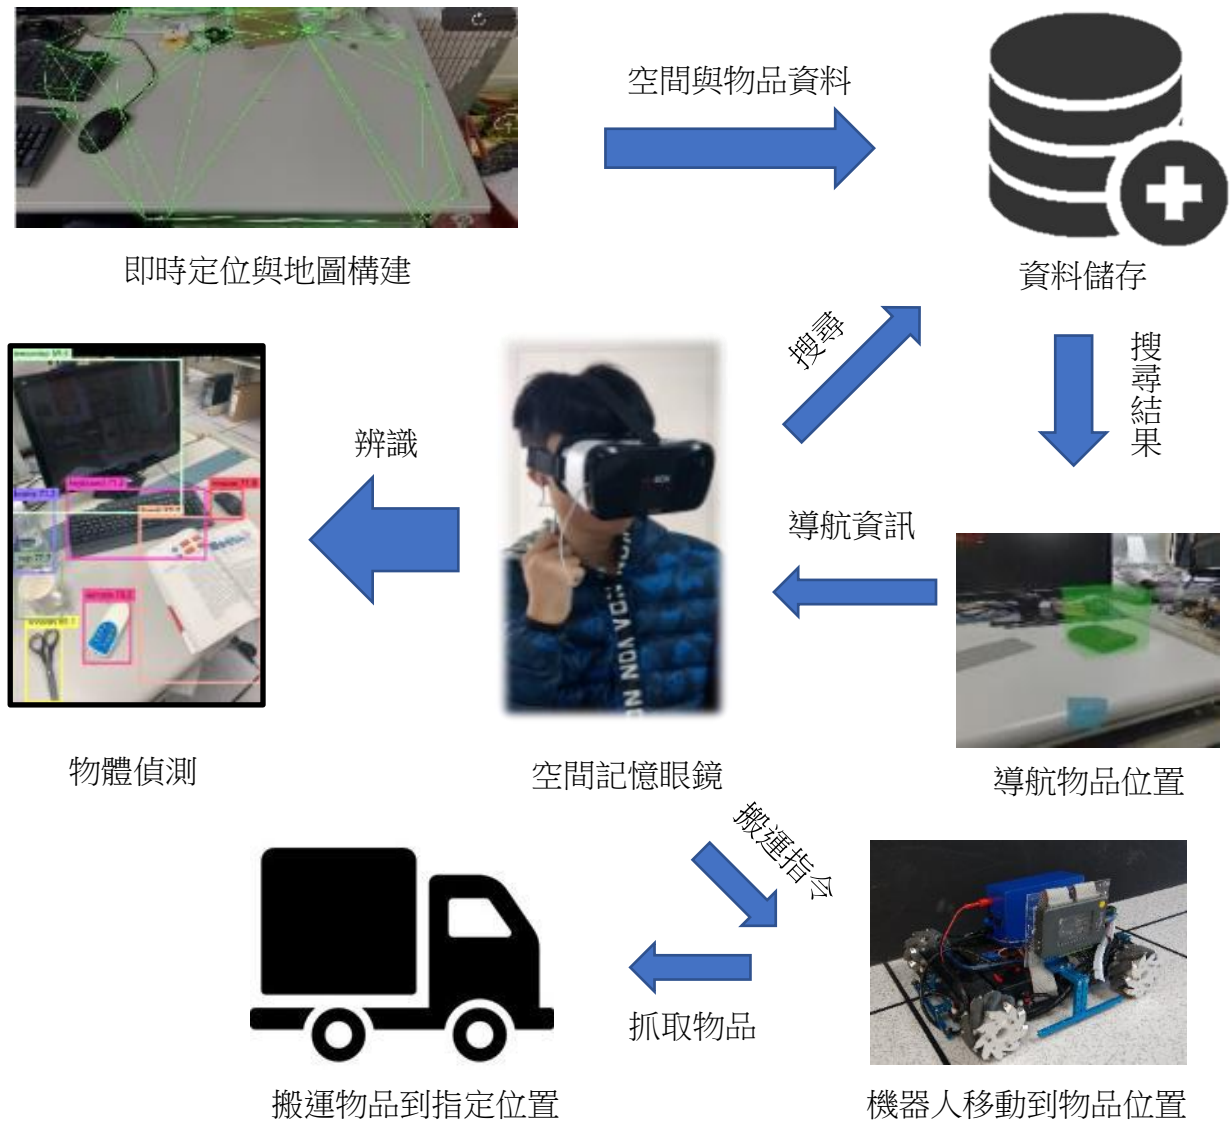 空間與物品資料
即時定位與地圖構建
資料儲存
搜尋
搜尋結果
辨識
導航資訊
物體偵測
空間記憶眼鏡
導航物品位置
搬運指令
抓取物品
搬運物品到指定位置
機器人移動到物品位置